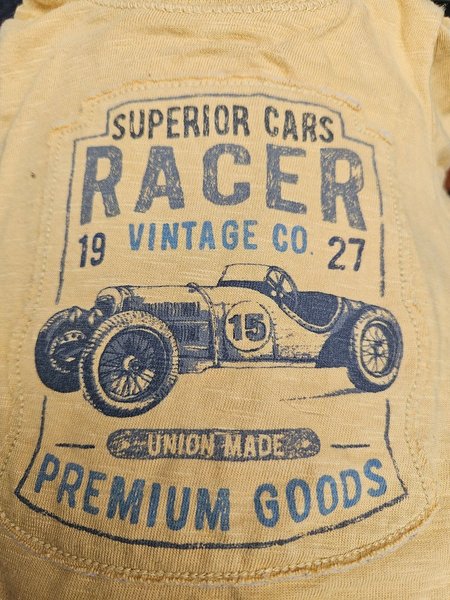 SUPERIOR CARS
RACER
19 VINTAGE CO. 27
15
UNION MADE
PREMIUM GOODS